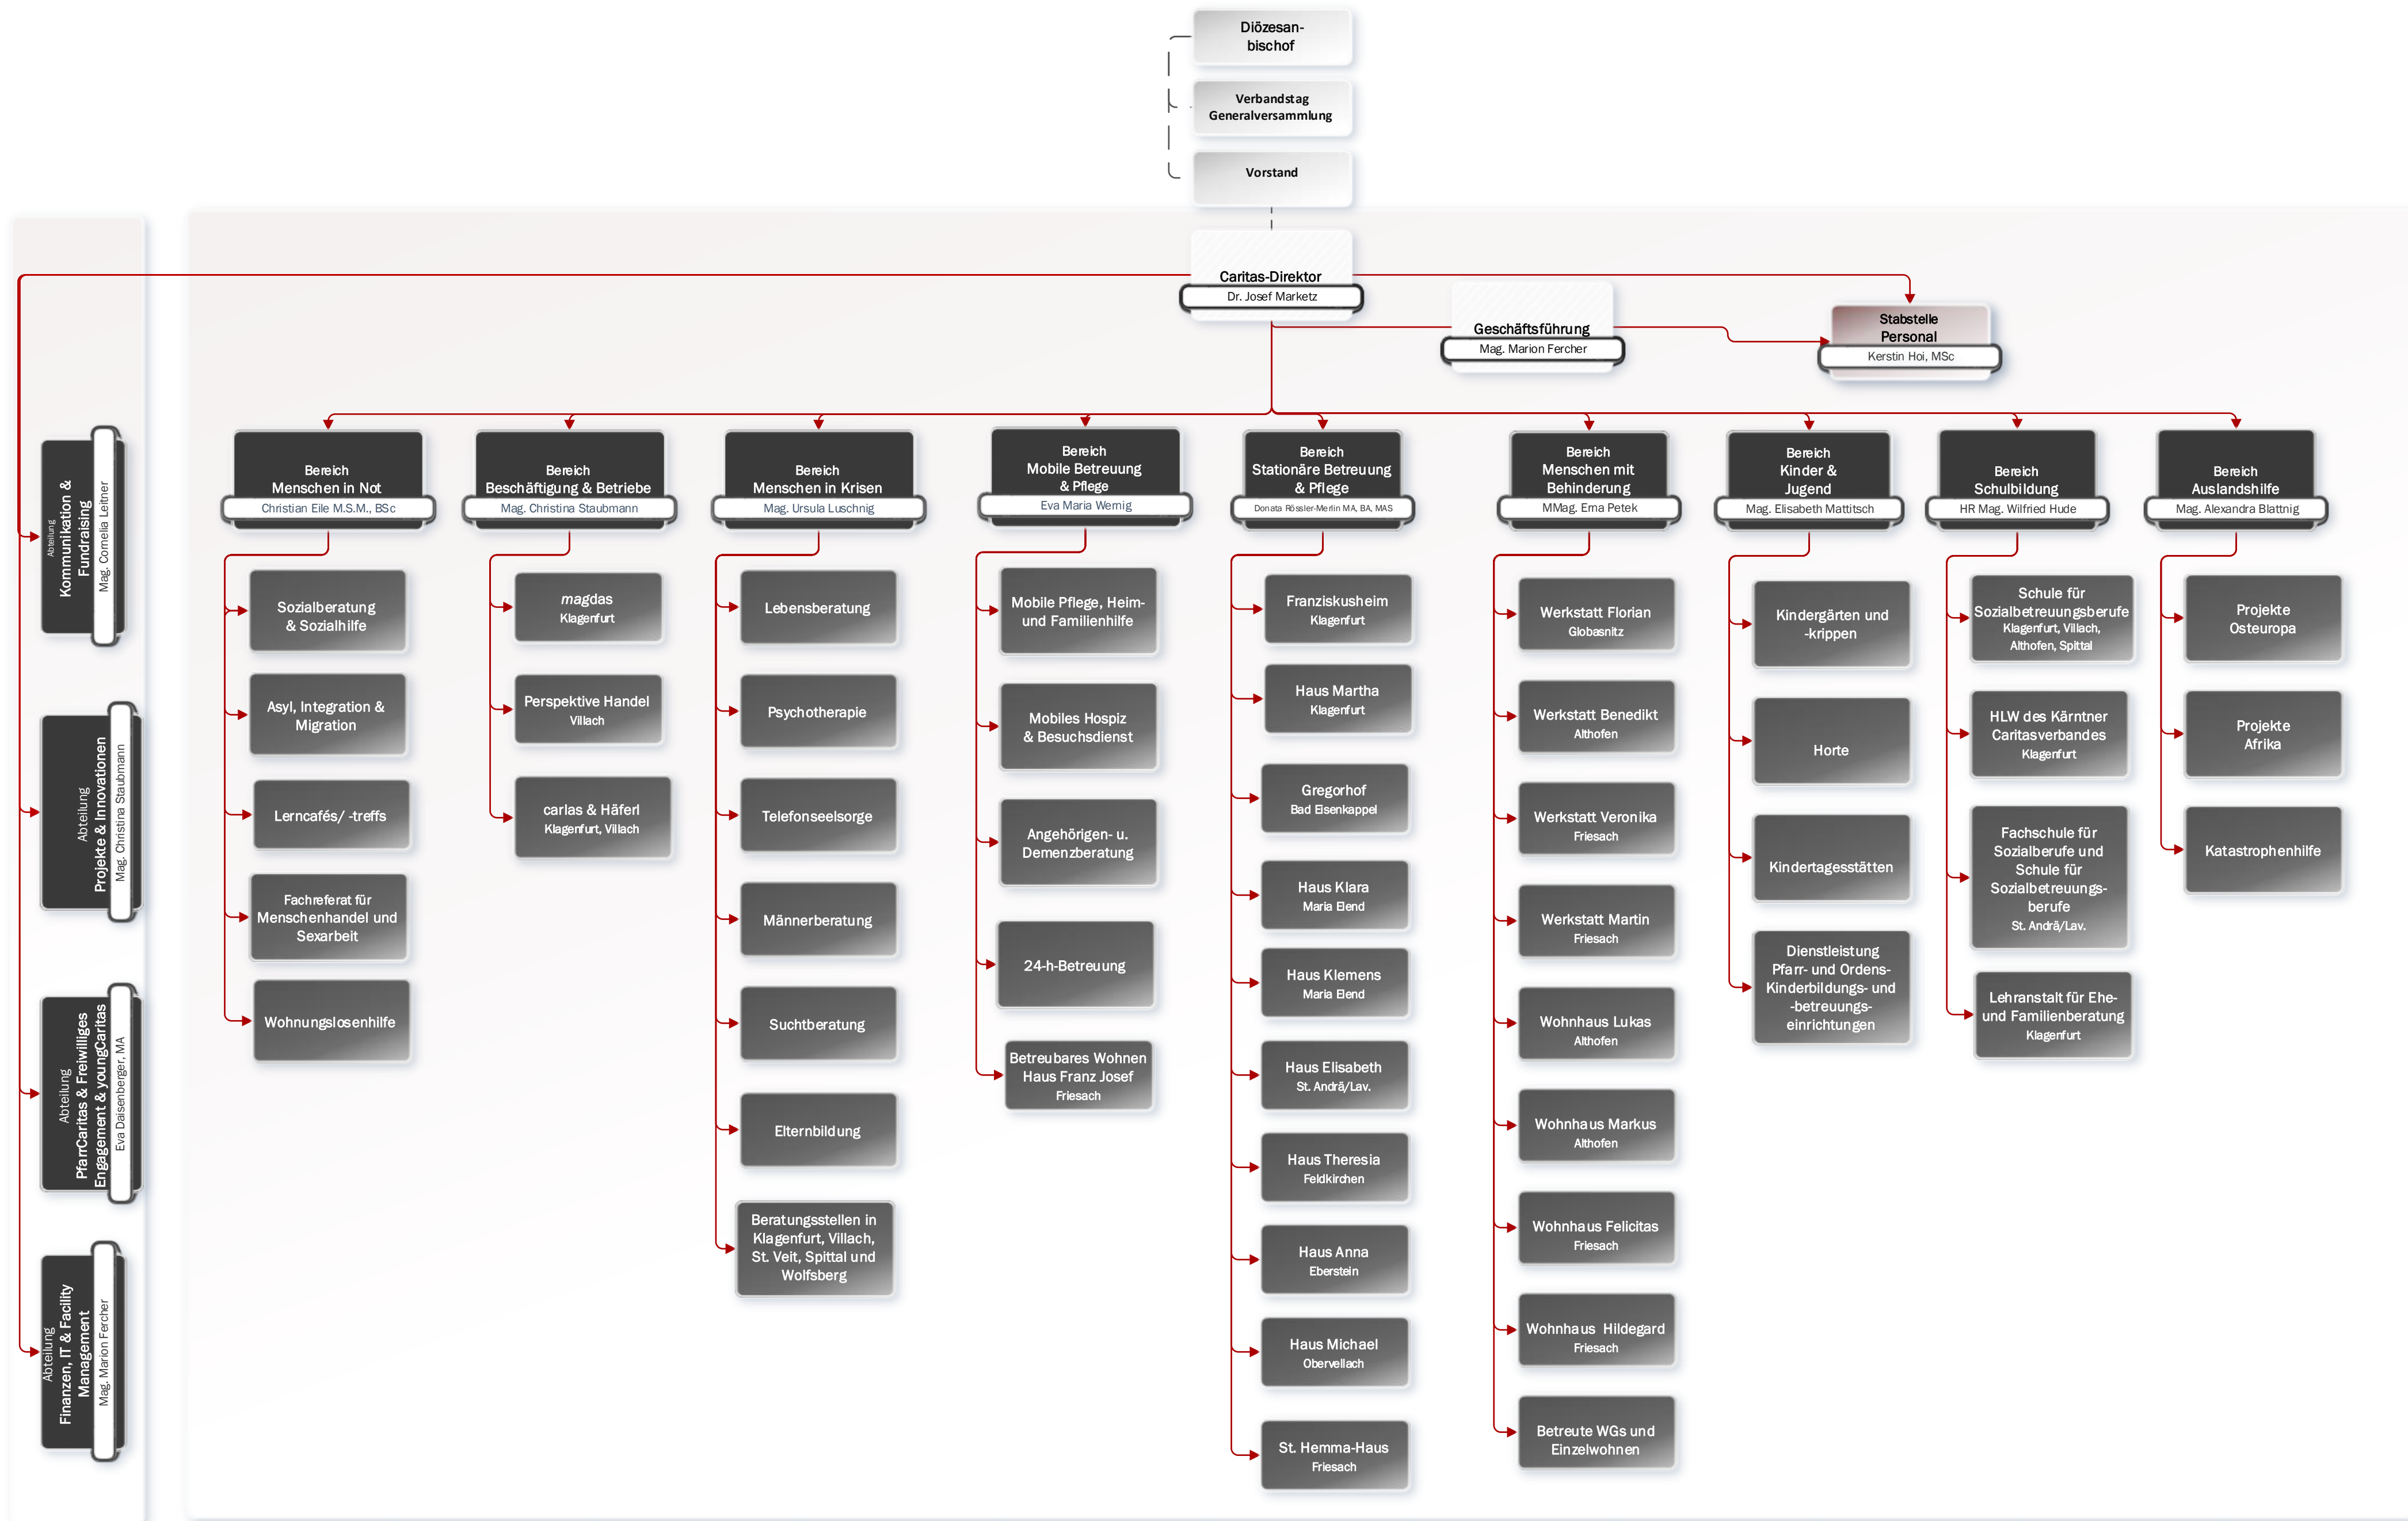 Diözesan-
bischof
Verbandstag
Generalversammlung
Vorstand
Caritas-Direktor
Dr. Josef Marketz
Geschäftsführung
Mag. Marion Fercher
Stabstelle
Personal
Kerstin Hoi, MSc
Abteilung
Kommunikation &
Fundraising
Mag. Cornelia Leitner
Abteilung
Projekte & Innovationen
Mag. Christina Staubmann
Abteilung
PfarrCaritas & Freiwilliges
Engagement & youngCaritas
Eva Daisenberger, MA
Abteilung
Finanzen, IT & Facility
Management
Mag. Marion Fercher
Bereich
Menschen in Not
Christian Eile M.S.M., BSc
Sozialberatung
& Sozialhilfe
Asyl, Integration &
Migration
Lerncafés/ -treffs
Fachreferat für
Menschenhandel und
Sexarbeit
Wohnungslosenhilfe
Bereich
Beschäftigung & Betriebe
Mag. Christina Staubmann
magdas
Klagenfurt
Perspektive Handel
Villach
carlas & Häferl
Klagenfurt, Villach
Bereich
Menschen in Krisen
Mag. Ursula Luschnig
Lebensberatung
Psychotherapie
Telefonseelsorge
Männerberatung
Suchtberatung
Elternbildung
Beratungsstellen in
Klagenfurt, Villach,
St. Veit, Spittal und
Wolfsberg
Bereich
Mobile Betreuung
& Pflege
Eva Maria Wernig
Mobile Pflege, Heim-
und Familienhilfe
Mobiles Hospiz
& Besuchsdienst
Angehörigen- u.
Demenzberatung
24-h-Betreuung
Betreubares Wohnen
Haus Franz Josef
Friesach
Bereich
Stationäre Betreuung
& Pflege
Donata Rössler-Merlin MA, BA, MAS
Franziskusheim
Klagenfurt
Haus Martha
Klagenfurt
Gregorhof
Bad Eisenkappel
Haus Klara
Maria Elend
Haus Klemens
Maria Elend
Haus Elisabeth
St. Andrä/Lav.
Haus Theresia
Feldkirchen
Haus Anna
Eberstein
Haus Michael
Obervellach
St. Hemma-Haus
Friesach
Bereich
Menschen mit
Behinderung
MMag. Erna Petek
Werkstatt Florian
Globasnitz
Werkstatt Benedikt
Althofen
Werkstatt Veronika
Friesach
Werkstatt Martin
Friesach
Wohnhaus Lukas
Althofen
Wohnhaus Markus
Althofen
Wohnhaus Felicitas
Friesach
Wohnhaus Hildegard
Friesach
Betreute WGs und
Einzelwohnen
Bereich
Kinder &
Jugend
Mag. Elisabeth Mattitsch
Kindergärten und
-krippen
Horte
Kindertagesstätten
Dienstleistung
Pfarr- und Ordens-
Kinderbildungs- und
-betreuungs-
einrichtungen
Bereich
Schulbildung
HR Mag. Wilfried Hude
Schule für
Sozialbetreuungsberufe
Klagenfurt, Villach,
Althofen, Spittal
HLW des Kärntner
Caritasverbandes
Klagenfurt
Fachschule für
Sozialberufe und
Schule für
Sozialbetreuungs-
berufe
St. Andrä/Lav.
Lehranstalt für Ehe-
und Familienberatung
Klagenfurt
Bereich
Auslandshilfe
Mag. Alexandra Blattnig
Projekte
Osteuropa
Projekte
Afrika
Katastrophenhilfe